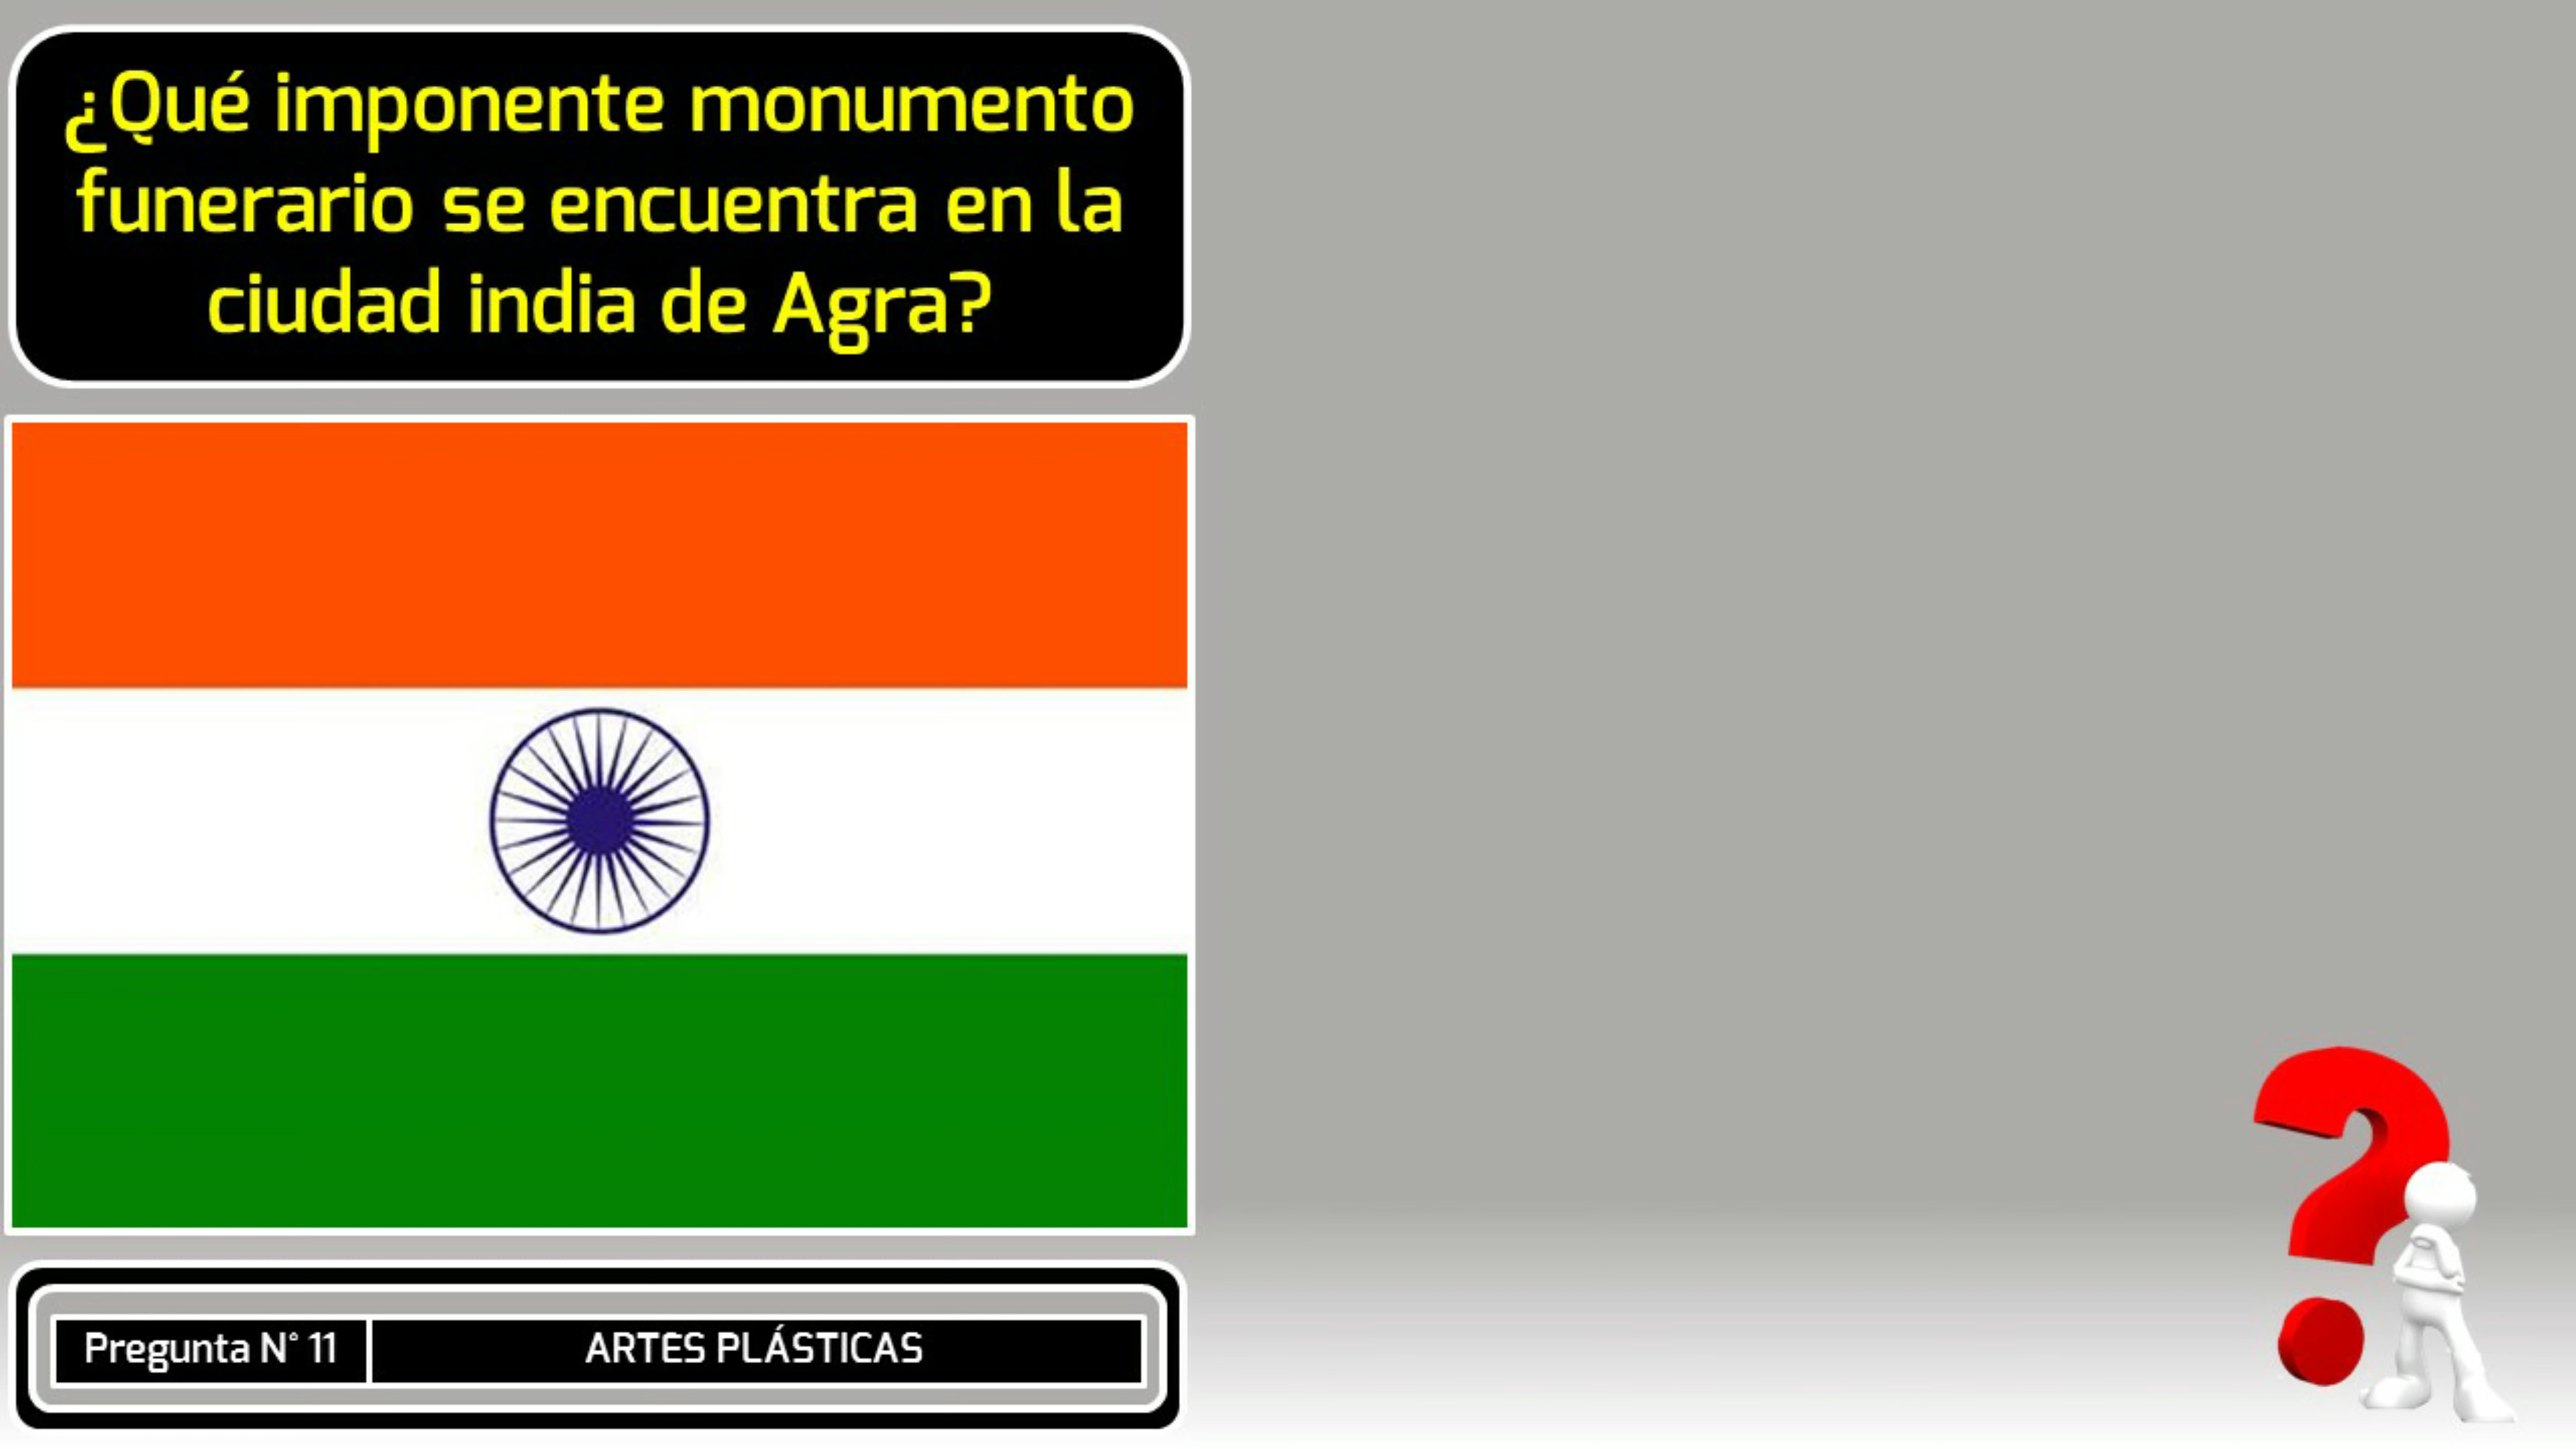 ¿Qué imponente monumento
funerario se encuentra en la
ciudad india de Agra?
Pregunta N° 11
ARTES PLÁSTICAS